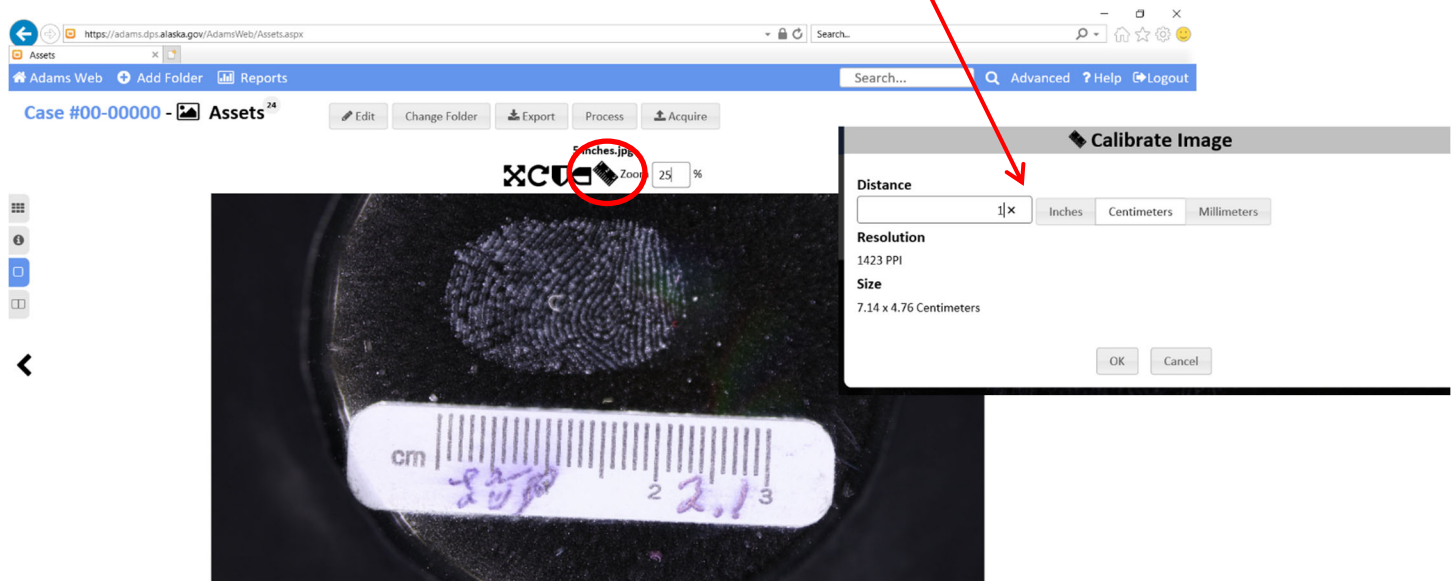 https://adams.dps.alaska.gov/AdamsWeb/Assets.aspx
Search...
Assets
Adams Web Add Folder Reports
Search... Advanced ? Help Logout
Case #00-00000 - Assets 24
Edit Change Folder Export Process Acquire
Zoom 25 %
Calibrate Image
Distance
1 Inches Centimeters Millimeters
Resolution
1423 PPI
Size
7.14 x 4.76 Centimeters
OK Cancel
cm
2 2.1 3